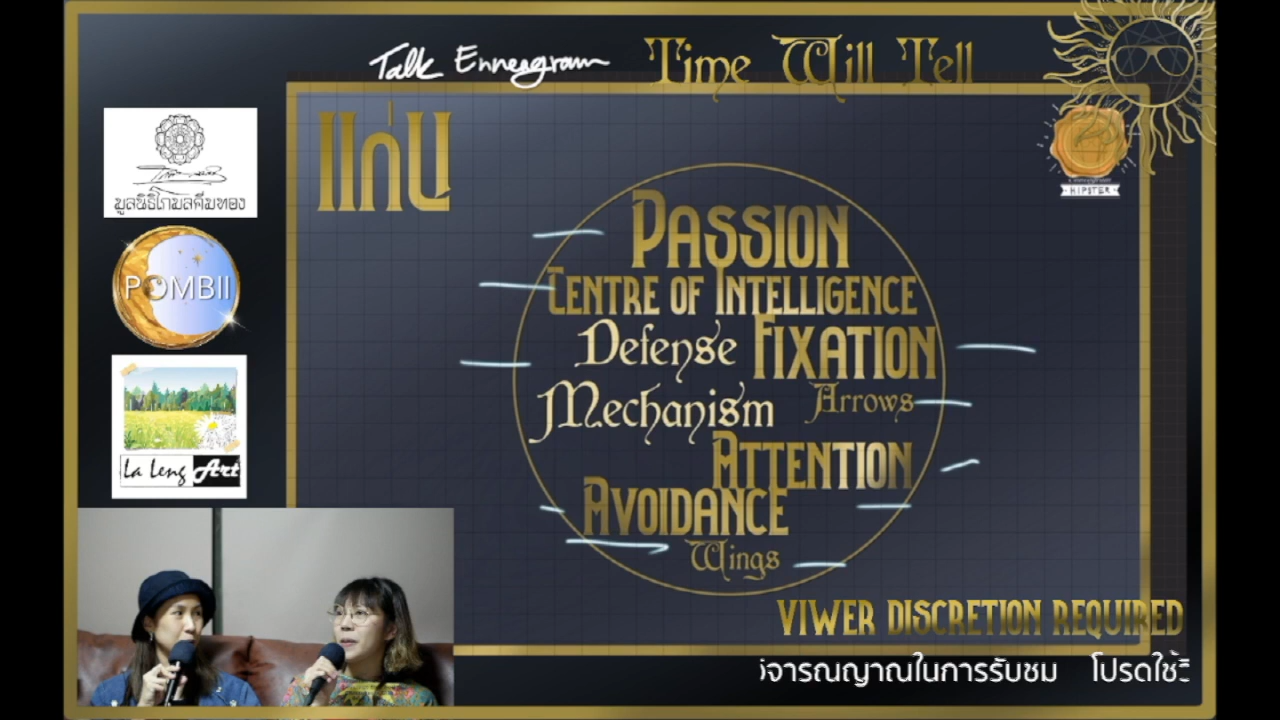 Talk Enneagram Time Will Tell
แก่น
มูลนิธิโกมลคีมทอง
POMBII
La Leng Art
HIPSTER
PASSION
CENTRE OF INTELLIGENCE
Defense FIXATION
Mechanism Arrows
ATTENTION
AVOIDANCE
Wings
VIWER DISCRETION REQUIRED
จารณญาณในการรับชม โปรดใช้